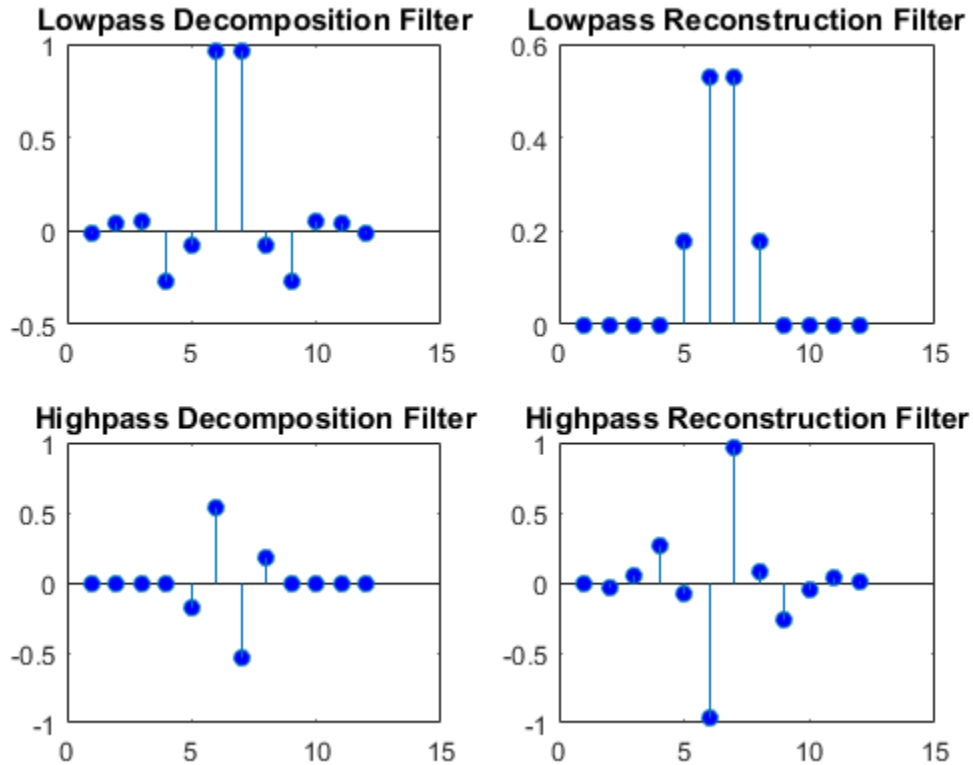 Lowpass Decomposition Filter
1
0.5
0
-0.5
0 5 10 15
Lowpass Reconstruction Filter
0.6
0.4
0.2
0
0 5 10 15
Highpass Decomposition Filter
1
0.5
0
-0.5
-1
0 5 10 15
Highpass Reconstruction Filter
1
0.5
0
-0.5
-1
0 5 10 15